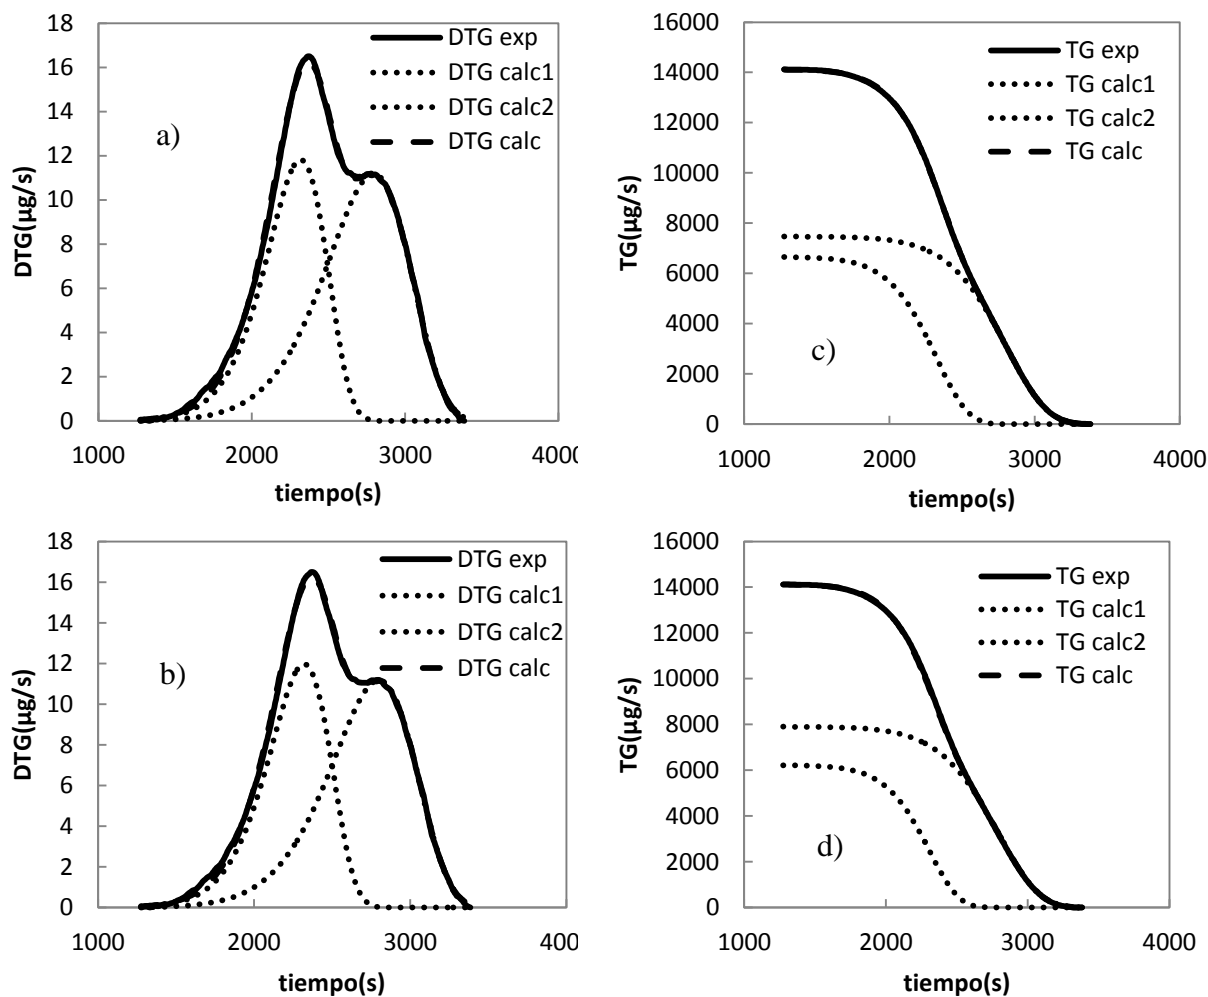 DTG(µg/s)
18
16
14
12
10
8
6
4
2
0
1000
2000
3000
4000
tiempo(s)
a)
DTG exp
DTG calc1
DTG calc2
DTG calc
TG(µg/s)
16000
14000
12000
10000
8000
6000
4000
2000
0
1000
2000
3000
4000
tiempo(s)
c)
TG exp
TG calc1
TG calc2
TG calc
DTG(µg/s)
18
16
14
12
10
8
6
4
2
0
1000
2000
3000
4000
tiempo(s)
b)
DTG exp
DTG calc1
DTG calc2
DTG calc
TG(µg/s)
16000
14000
12000
10000
8000
6000
4000
2000
0
1000
2000
3000
4000
tiempo(s)
d)
TG exp
TG calc1
TG calc2
TG calc